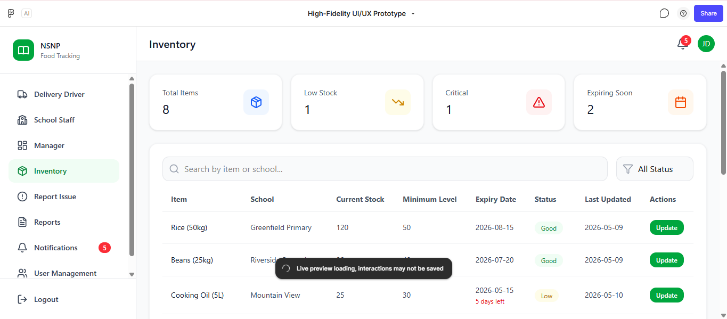 AI
High-Fidelity UI/UX Prototype
Share
NSNP
Food Tracking
Inventory
5
JD
Delivery Driver
School Staff
Manager
Inventory
Report Issue
Reports
Notifications
5
User Management
Logout
Total Items
8
Low Stock
1
Critical
1
Expiring Soon
2
Search by item or school...
All Status
Item School Current Stock Minimum Level Expiry Date Status Last Updated Actions
Rice (50kg) Greenfield Primary 120 50 2026-08-15 Good 2026-05-09 Update
Beans (25kg) 2026-07-20 Good 2026-05-09 Update
Live preview loading, interactions may not be saved
Cooking Oil (5L) Mountain View 25 30 2026-05-15 Low 2026-05-10 Update
5 days left